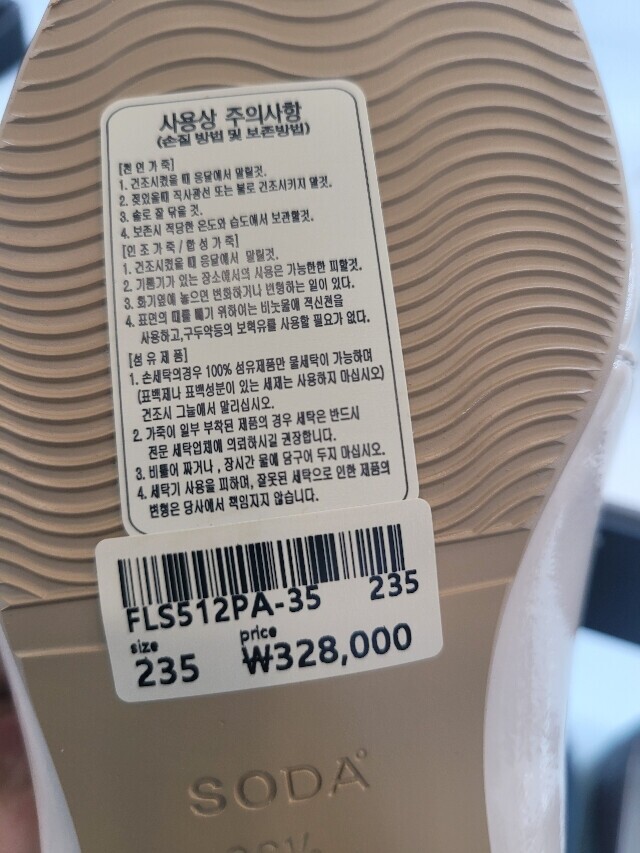 사용상 주의사항
(손질 방법 및 보존방법)
[천연가죽]
1. 건조시켰을 때 응달에서 말릴것.
2. 젖었을때 직사광선 또는 불로 건조시키지 말것.
3. 솔로 잘 닦을 것.
4. 보존시 적당한 온도와 습도에서 보관할것.
[인조가죽/합성가죽]
1. 건조시켰을 때 응달에서 말릴것.
2. 기름기가 있는 장소에서의 사용은 가능한한 피할것.
3. 화기옆에 놓으면 변화하거나 변형하는 일이 있다.
4. 표면의 때를 빼기 위하여는 비눗물에 적신천을
사용하고,구두약등의 보혁유를 사용할 필요가 없다.
[섬유제품]
1. 손세탁의경우 100% 섬유제품만 물세탁이 가능하며
(표백제나 표백성분이 있는 세제는 사용하지 마십시오)
건조시 그늘에서 말리십시오.
2. 가죽이 일부 부착된 제품의 경우 세탁은 반드시
전문 세탁업체에 의뢰하시길 권장합니다.
3. 비틀어 짜거나, 장시간 물에 담구어 두지 마십시오.
4. 세탁기 사용을 피하며, 잘못된 세탁으로 인한 제품의
변형은 당사에서 책임지지 않습니다.
FLS512PA-35 235
size price
235 ₩328,000
SODA